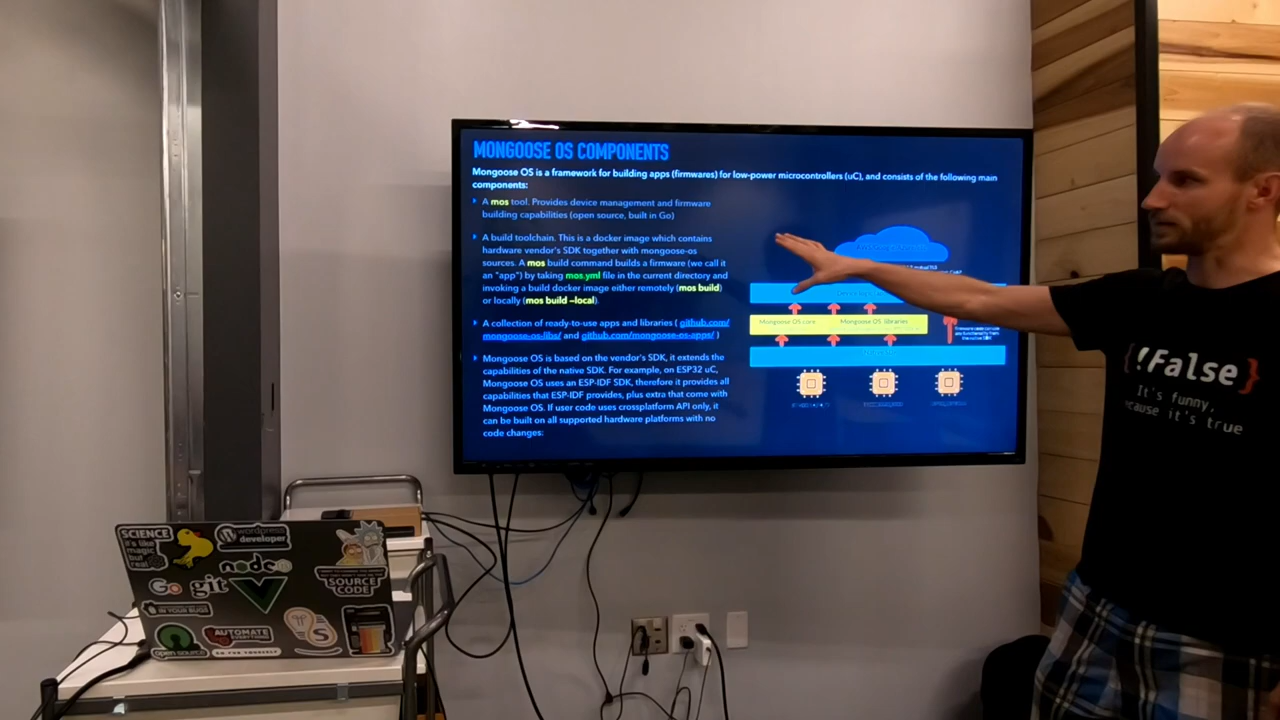 MONGOOSE OS COMPONENTS
Mongoose OS is a framework for building apps (firmwares) for low-power microcontrollers (uC), and consists of the following main
components:
A mos tool. Provides device management and firmware
building capabilities (open source, built in Go)
A build toolchain. This is a docker image which contains
hardware vendor's SDK together with mongoose-os
sources. A mos build command builds a firmware (we call it
an "app") by taking mos.yml file in the current directory and
invoking a build docker image either remotely (mos build)
or locally (mos build --local).
A collection of ready-to-use apps and libraries ( github.com/
mongoose-os-libs/ and github.com/mongoose-os-apps/ )
Mongoose OS is based on the vendor's SDK, it extends the
capabilities of the native SDK. For example, on ESP32 uC,
Mongoose OS uses an ESP-IDF SDK, therefore it provides all
capabilities that ESP-IDF provides, plus extra that come with
Mongoose OS. If user code uses crossplatform API only, it
can be built on all supported hardware platforms with no
code changes:
Mongoose OS core
Mongoose OS libraries
{!False}
It's funny,
cause it's true
SCIENCE
it's like
magic
but
real
wordpress
developer
node
Go
git
SOURCE
CODE
IN YOUR BUGS
open source
AUTOMATE
EVERYTHING
GO FUR YOURSELF
S